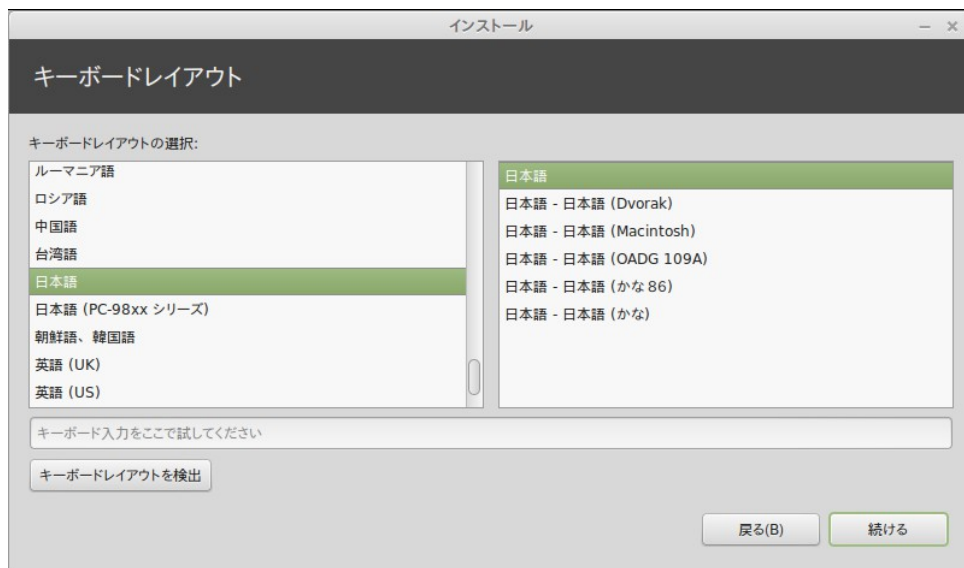 インストール
キーボードレイアウト
キーボードレイアウトの選択:
ルーマニア語
ロシア語
中国語
台湾語
日本語
日本語 (PC-98xx シリーズ)
朝鮮語、韓国語
英語 (UK)
英語 (US)
日本語
日本語 - 日本語 (Dvorak)
日本語 - 日本語 (Macintosh)
日本語 - 日本語 (OADG 109A)
日本語 - 日本語 (かな 86)
日本語 - 日本語 (かな)
キーボード入力をここで試してください
キーボードレイアウトを検出
戻る(B)
続ける